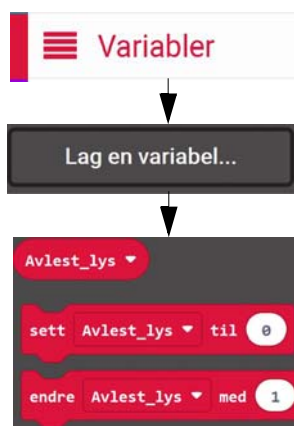 Variabler
Lag en variabel...
Avlest_lys
sett Avlest_lys til 0
endre Avlest_lys med 1